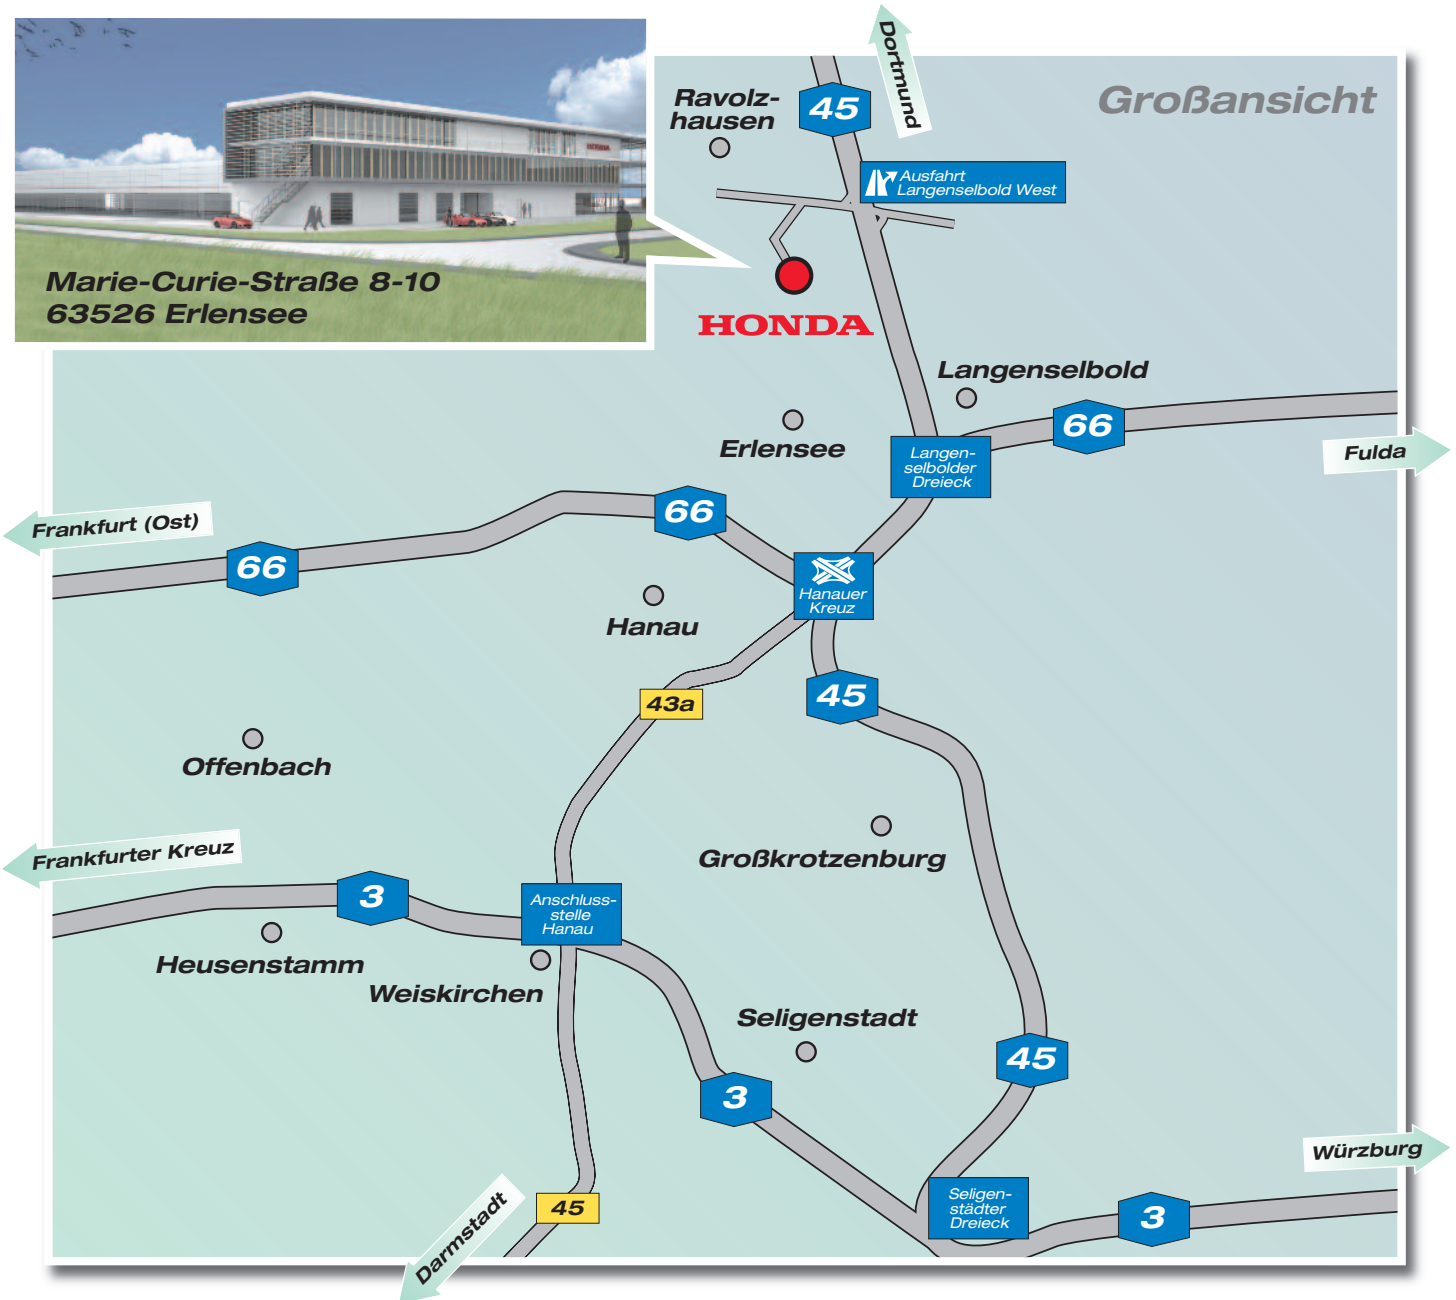 Dortmund
Großansicht
Ravolz-
hausen
45
Ausfahrt
Langenselbold West
HONDA
Marie-Curie-Straße 8-10
63526 Erlensee
HONDA
Langenselbold
66
Erlensee
Langen-
selbolder
Dreieck
Fulda
Frankfurt (Ost)
66
66
Hanauer
Kreuz
Hanau
43a
45
Offenbach
Großkrotzenburg
Frankfurter Kreuz
3
Anschluss-
stelle
Hanau
Heusenstamm
Weiskirchen
Seligenstadt
45
3
Würzburg
Seligen-
städter
Dreieck
3
45
Darmstadt